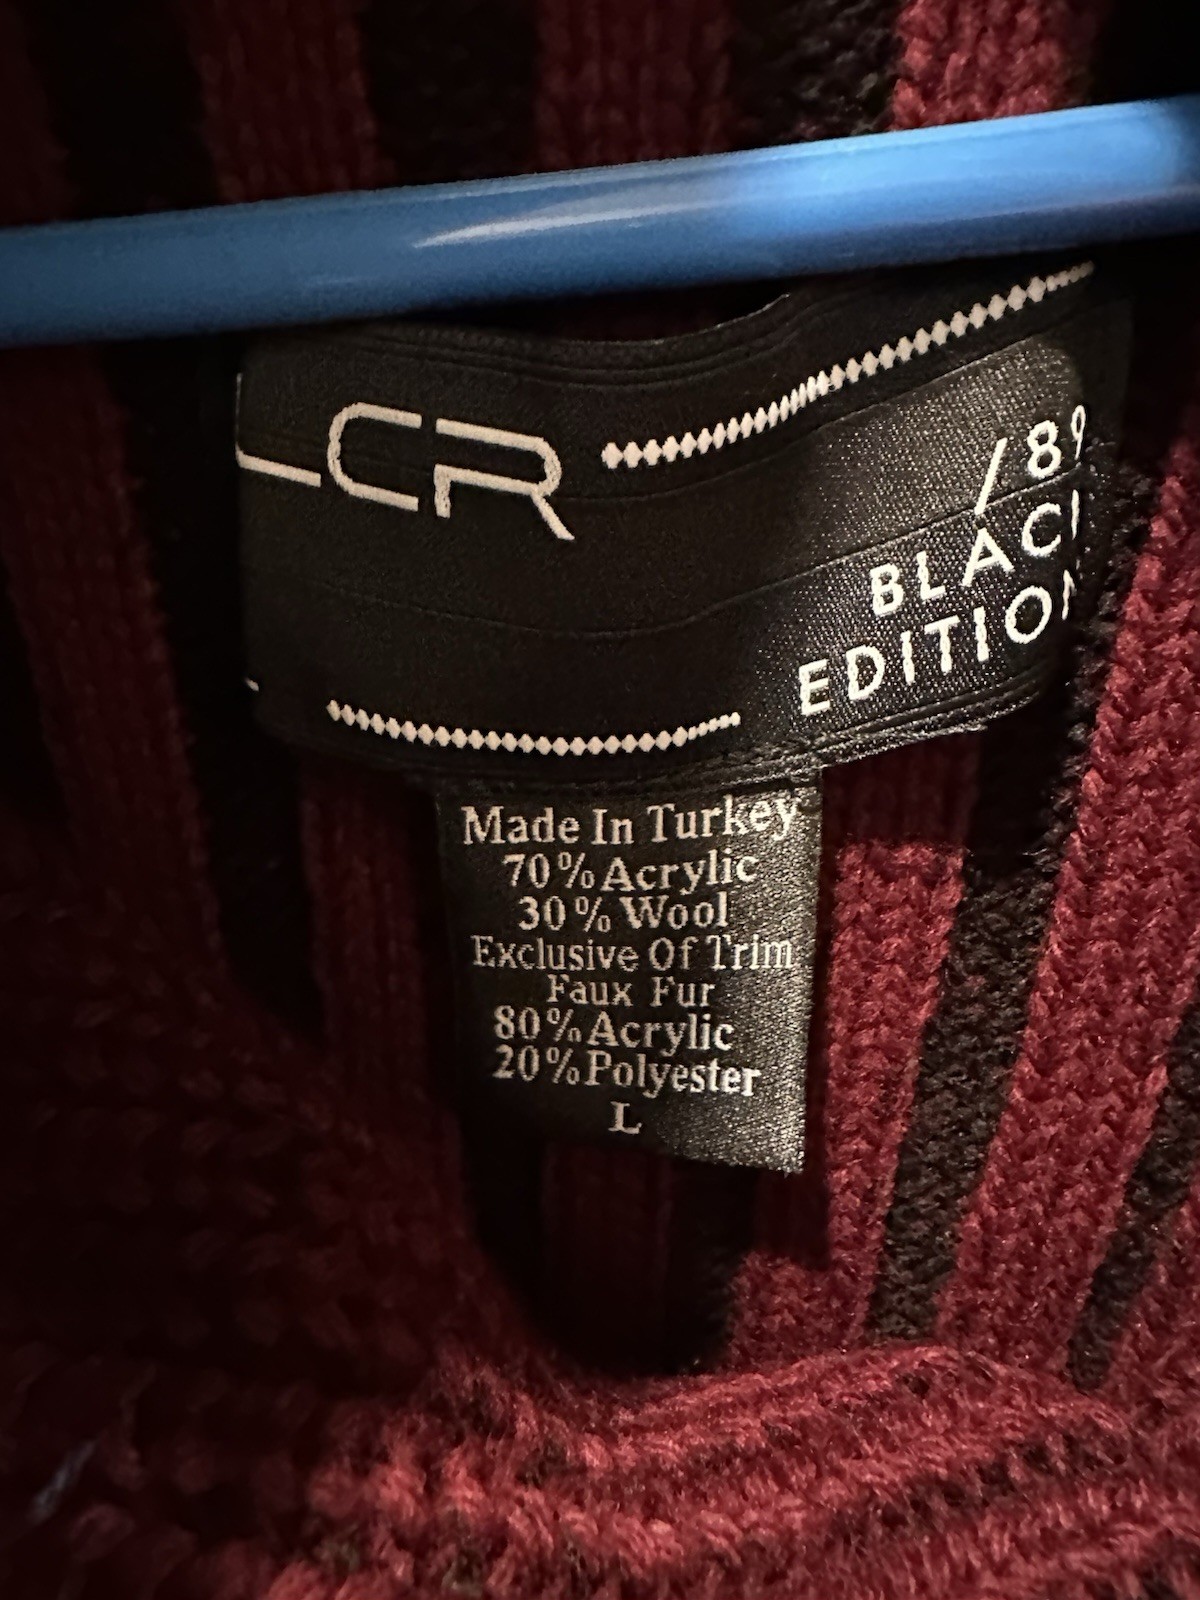 LCR
/89
BLACK
EDITION
Made In Turkey
70% Acrylic
30% Wool
Exclusive Of Trim
Faux Fur
80% Acrylic
20% Polyester
L